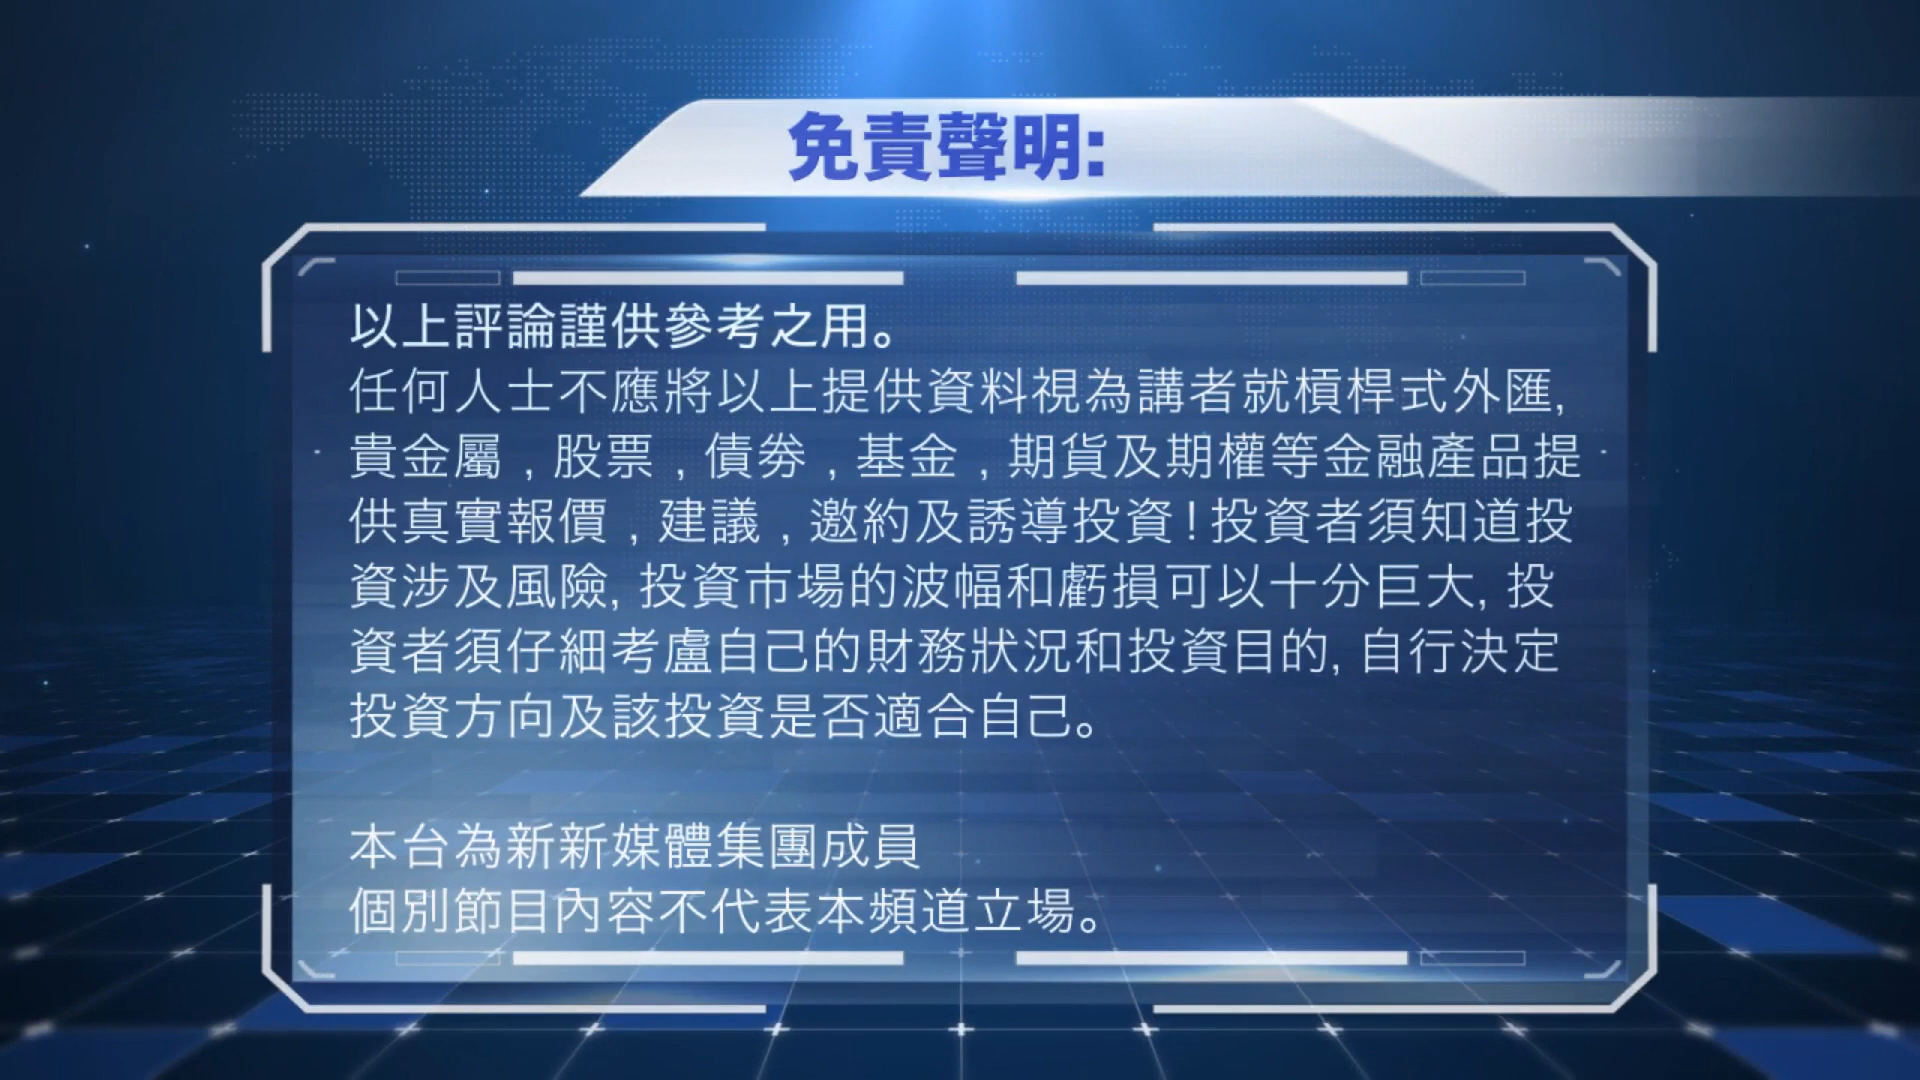 免責聲明:
以上評論謹供參考之用。
任何人士不應將以上提供資料視為講者就槓桿式外匯,
貴金屬，股票，債券，基金，期貨及期權等金融產品提
供真實報價，建議，邀約及誘導投資!投資者須知道投
資涉及風險, 投資市場的波幅和虧損可以十分巨大, 投
資者須仔細考盧自己的財務狀況和投資目的, 自行決定
投資方向及該投資是否適合自己。
本台為新新媒體集團成員
個別節目內容不代表本頻道立場。